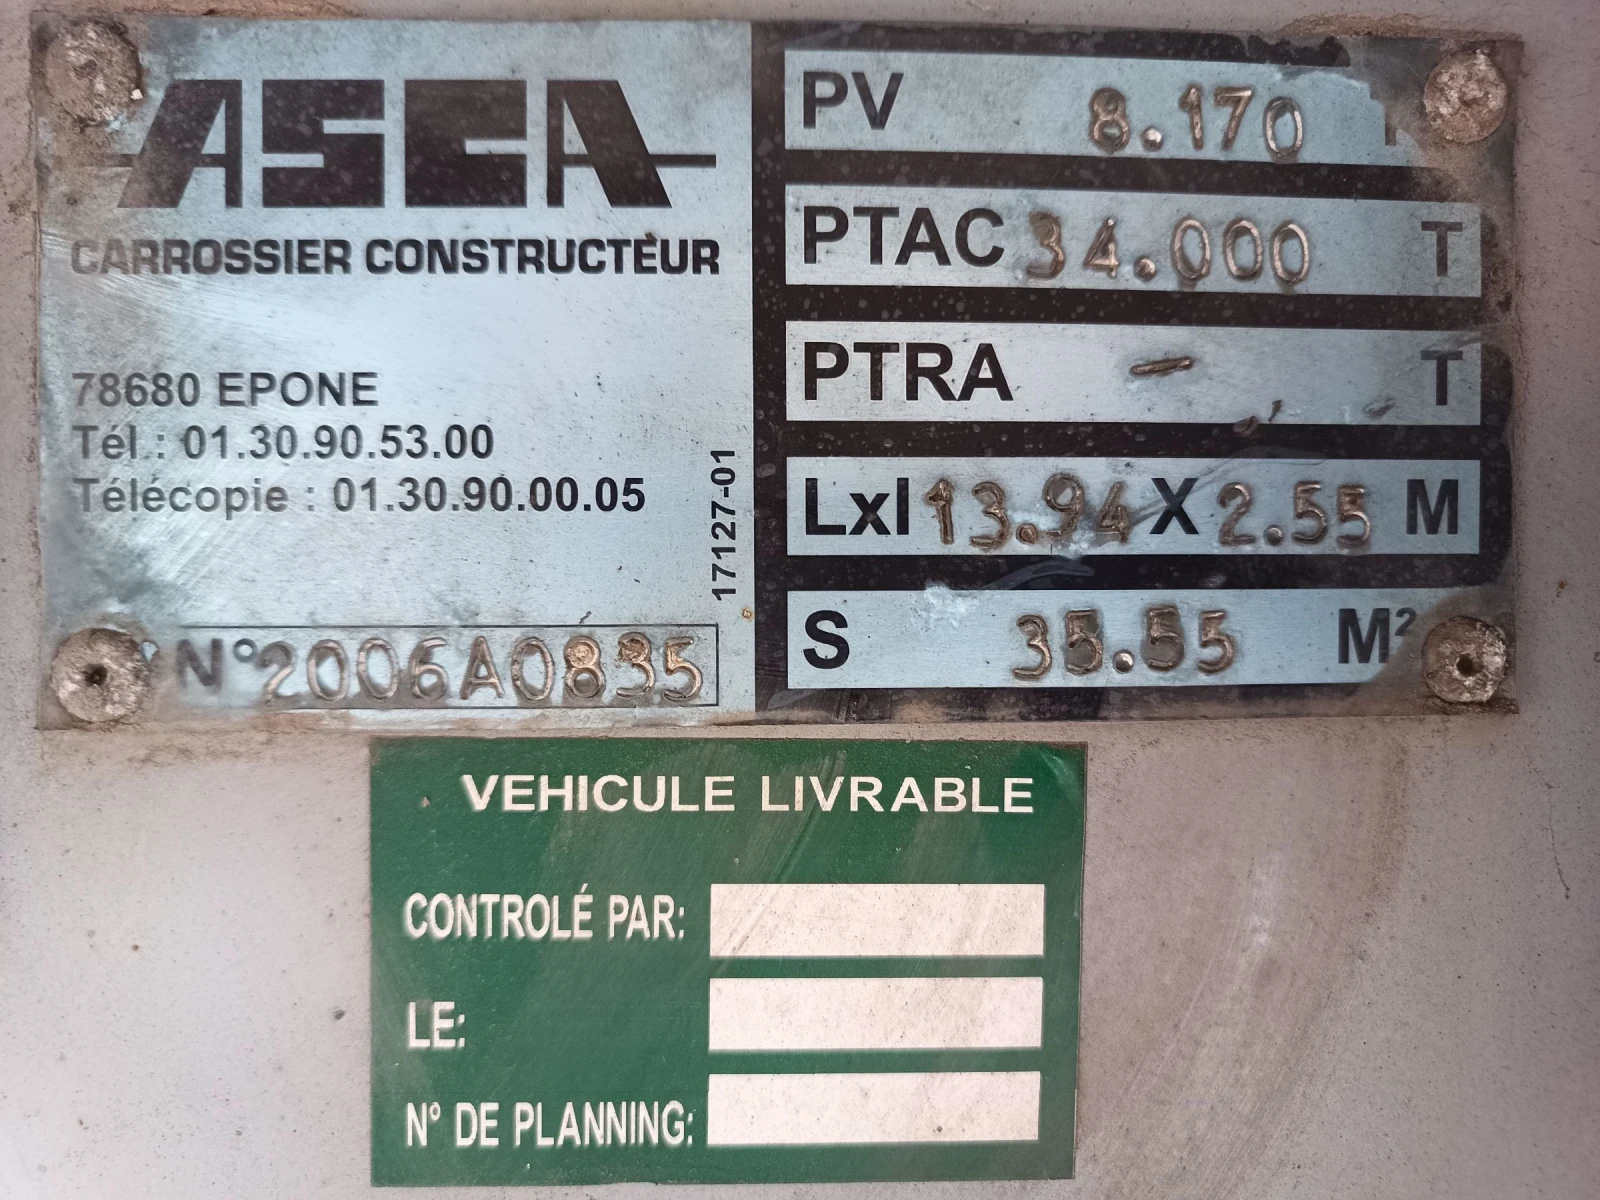 ASCA
CARROSSIER CONSTRUCTEUR
78680 EPONE
Tél : 01.30.90.53.00
Télécopie : 01.30.90.00.05
17127-01
N° 2006A0835
PV 8.170
PTAC 34.000 T
PTRA - T
Lxl 13.94 X 2.55 M
S 35.55 M²
VEHICULE LIVRABLE
CONTROLÉ PAR:
LE:
N° DE PLANNING: